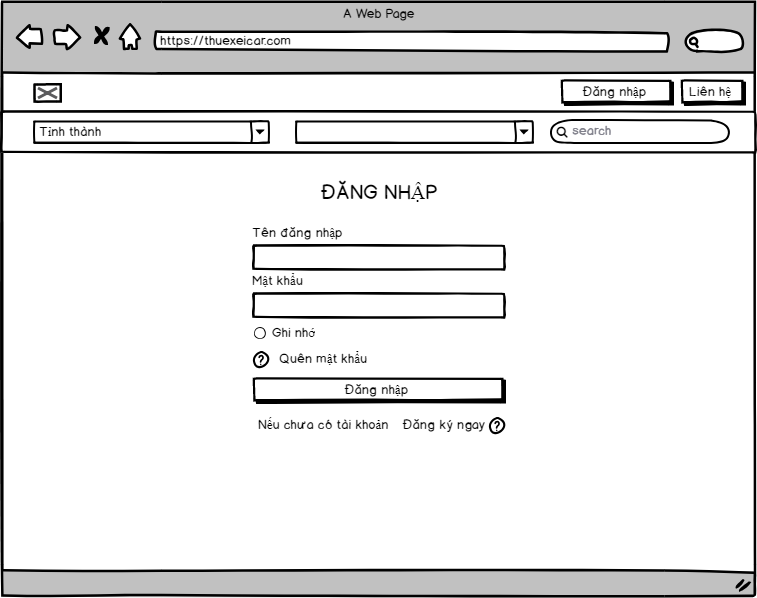 A Web Page
https://thuexeicar.com
Đăng nhập
Liên hệ
Tỉnh thành
search
ĐĂNG NHẬP
Tên đăng nhập
Mật khẩu
Ghi nhớ
? Quên mật khẩu
Đăng nhập
Nếu chưa có tài khoản Đăng ký ngay ?